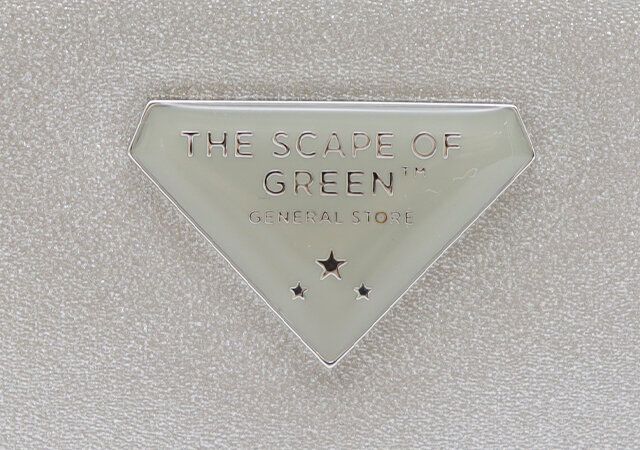 THE SCAPE OF
GREEN™
GENERAL STORE